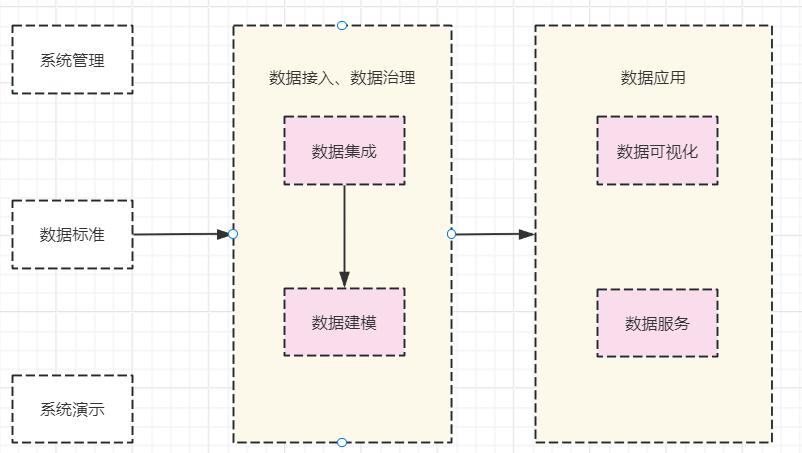 系统管理
数据标准
系统演示
数据接入、数据治理
数据集成
数据建模
数据应用
数据可视化
数据服务